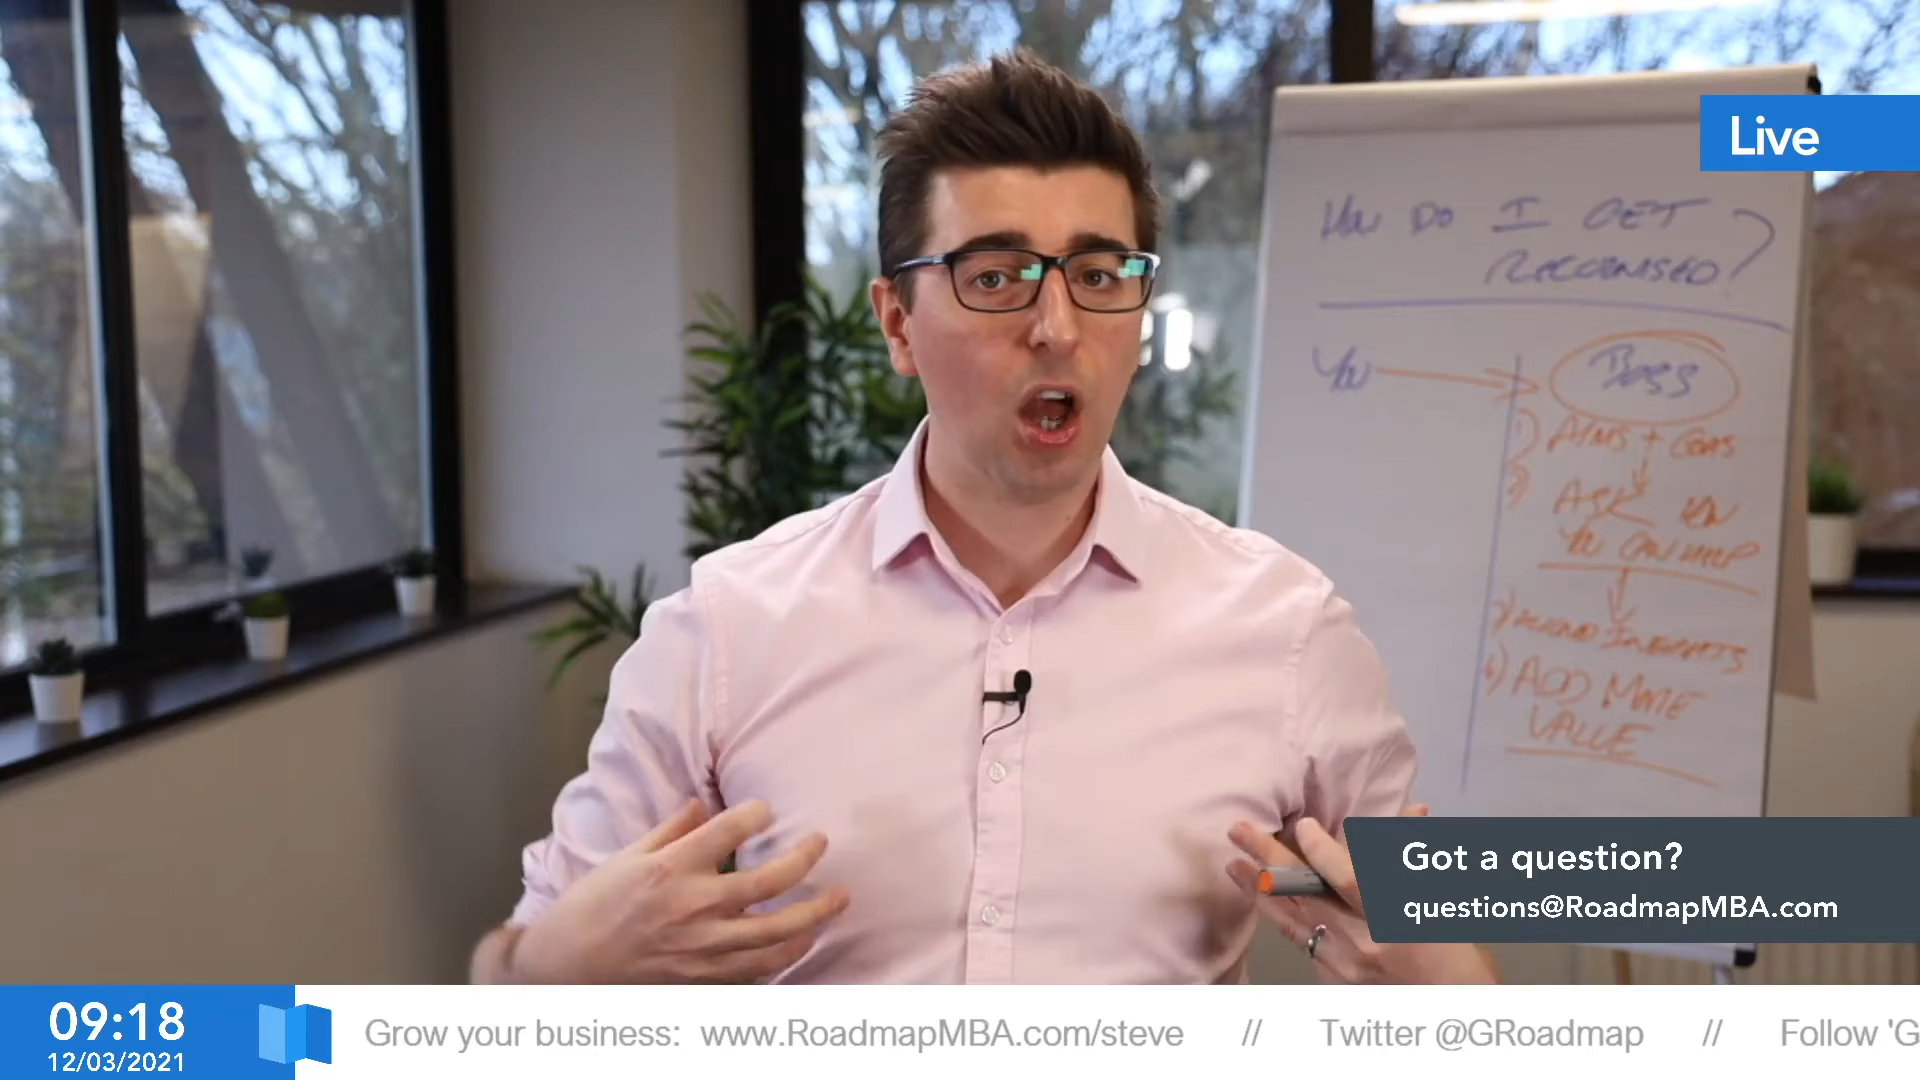 Live
HOW DO I GET
RECOGNISED?
YOU
BOSS
1) AIMS + GOALS
2) ASK HOW
YOU CAN HELP
3) ALIGNED INTERESTS
4) ADD MORE
VALUE
Got a question?
questions@RoadmapMBA.com
09:18
12/03/2021
Grow your business: www.RoadmapMBA.com/steve // Twitter @GRoadmap // Follow 'G